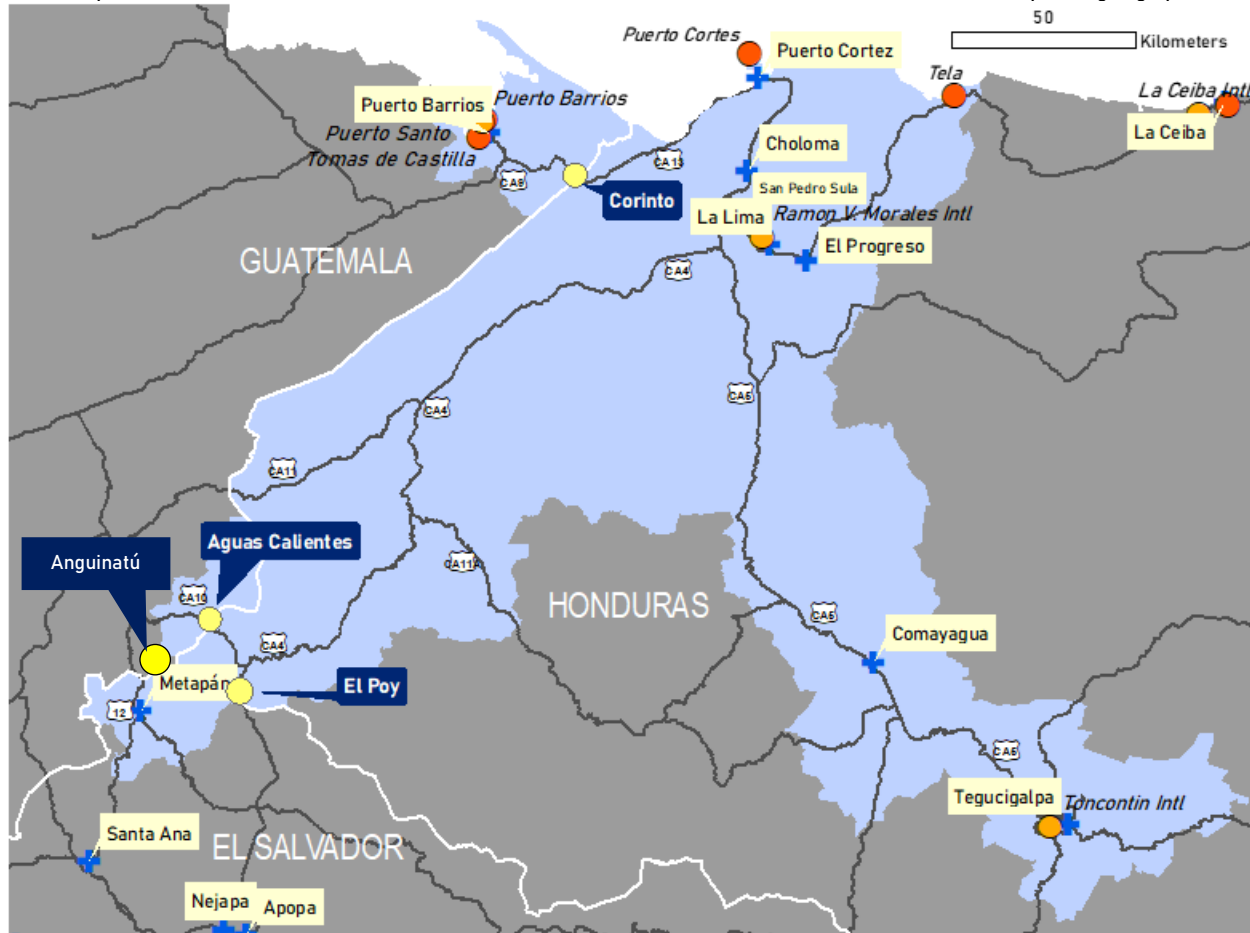 50
Kilometers
Puerto Cortes
Puerto Cortez
Tela
La Ceiba Intl
La Ceiba
Puerto Barrios
Puerto Barrios
Puerto Santo
Tomas de Castilla
CA13
CA9
Choloma
Corinto
San Pedro Sula
La Lima
Ramon V. Morales Intl
El Progreso
GUATEMALA
CA4
CA5
CA4
CA11
Aguas Calientes
Anguinatú
CA11A
CA10
HONDURAS
CA5
Comayagua
CA4
Metapán
El Poy
12
CA5
Tegucigalpa
Toncontin Intl
Santa Ana
EL SALVADOR
Nejapa
Apopa